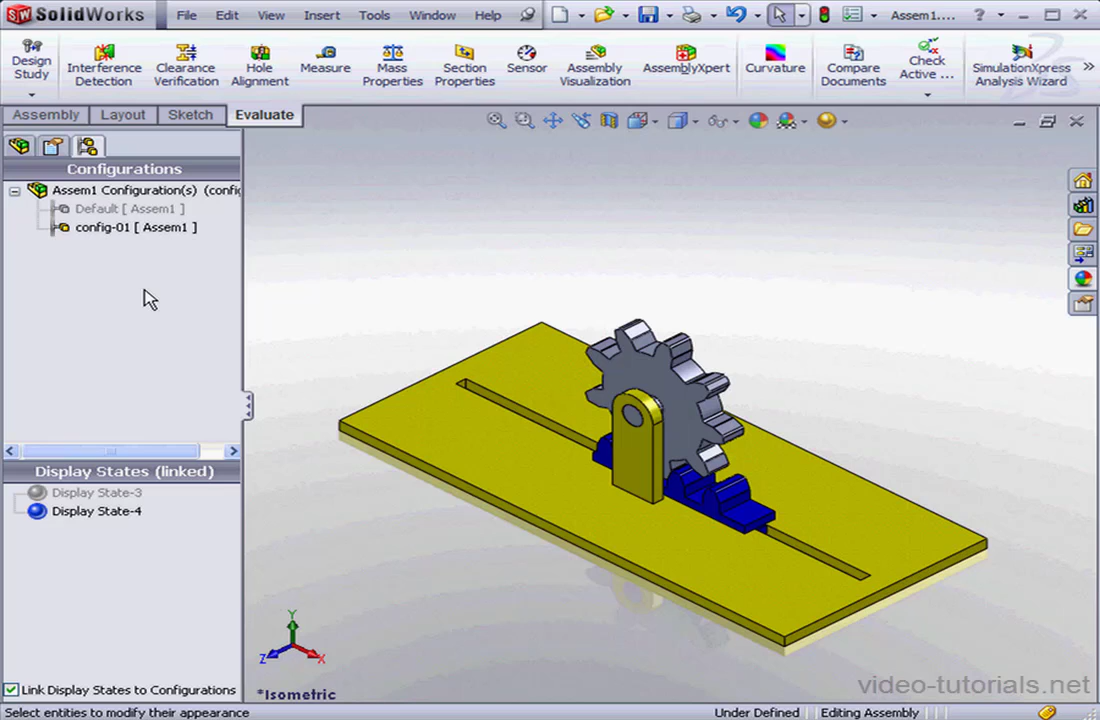 SolidWorks File Edit View Insert Tools Window Help Assem1.... ?
Design Study
Interference Detection
Clearance Verification
Hole Alignment
Measure
Mass Properties
Section Properties
Sensor
Assembly Visualization
AssemblyXpert
Curvature
Compare Documents
Check Active ...
SimulationXpress Analysis Wizard
Assembly Layout Sketch Evaluate
Configurations
Assem1 Configuration(s) (config
Default [ Assem1 ]
config-01 [ Assem1 ]
Display States (linked)
Display State-3
Display State-4
Link Display States to Configurations
Y
Z X
*Isometric
video-tutorials.net
Select entities to modify their appearance Under Defined Editing Assembly